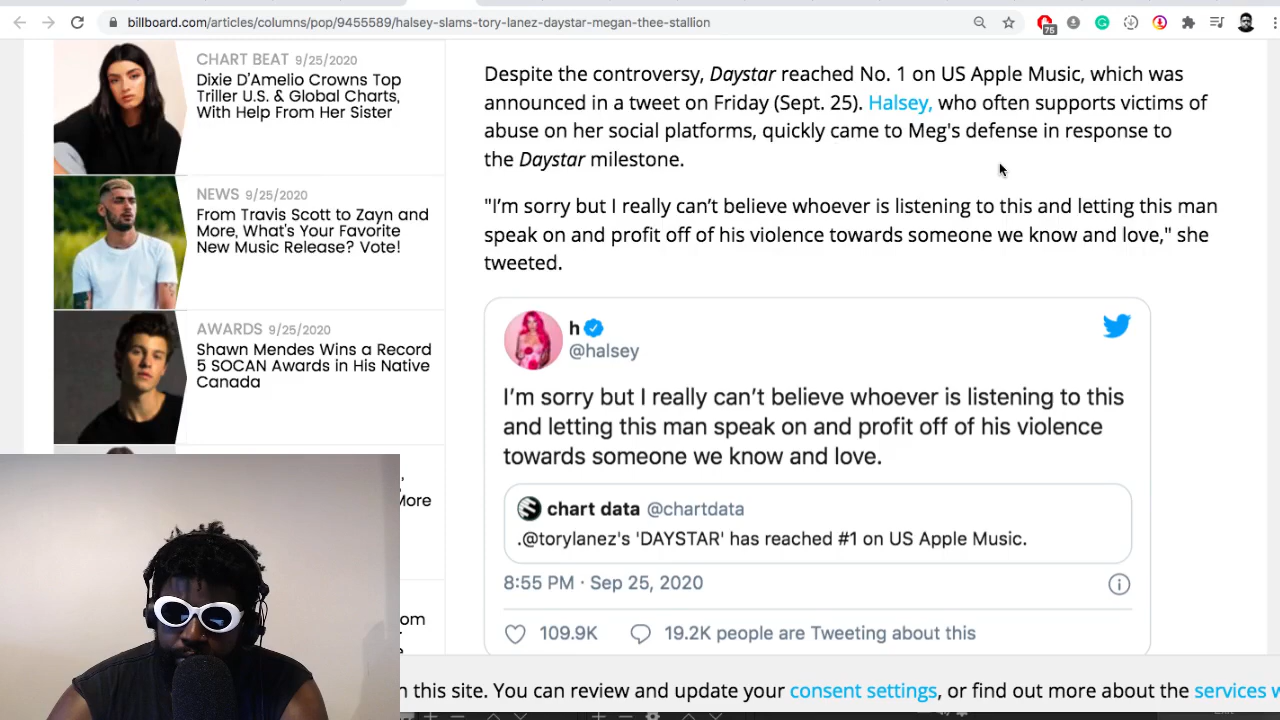 billboard.com/articles/columns/pop/9455589/halsey-slams-tory-lanez-daystar-megan-thee-stallion
75
CHART BEAT 9/25/2020
Dixie D'Amelio Crowns Top
Triller U.S. & Global Charts,
With Help From Her Sister
NEWS 9/25/2020
From Travis Scott to Zayn and
More, What's Your Favorite
New Music Release? Vote!
AWARDS 9/25/2020
Shawn Mendes Wins a Record
5 SOCAN Awards in His Native
Canada
More
Despite the controversy, Daystar reached No. 1 on US Apple Music, which was
announced in a tweet on Friday (Sept. 25). Halsey, who often supports victims of
abuse on her social platforms, quickly came to Meg's defense in response to
the Daystar milestone.
"I'm sorry but I really can't believe whoever is listening to this and letting this man
speak on and profit off of his violence towards someone we know and love," she
tweeted.
h
@halsey
I'm sorry but I really can't believe whoever is listening to this
and letting this man speak on and profit off of his violence
towards someone we know and love.
chart data @chartdata
.@torylanez's 'DAYSTAR' has reached #1 on US Apple Music.
8:55 PM · Sep 25, 2020
109.9K 19.2K people are Tweeting about this
this site. You can review and update your consent settings, or find out more about the services